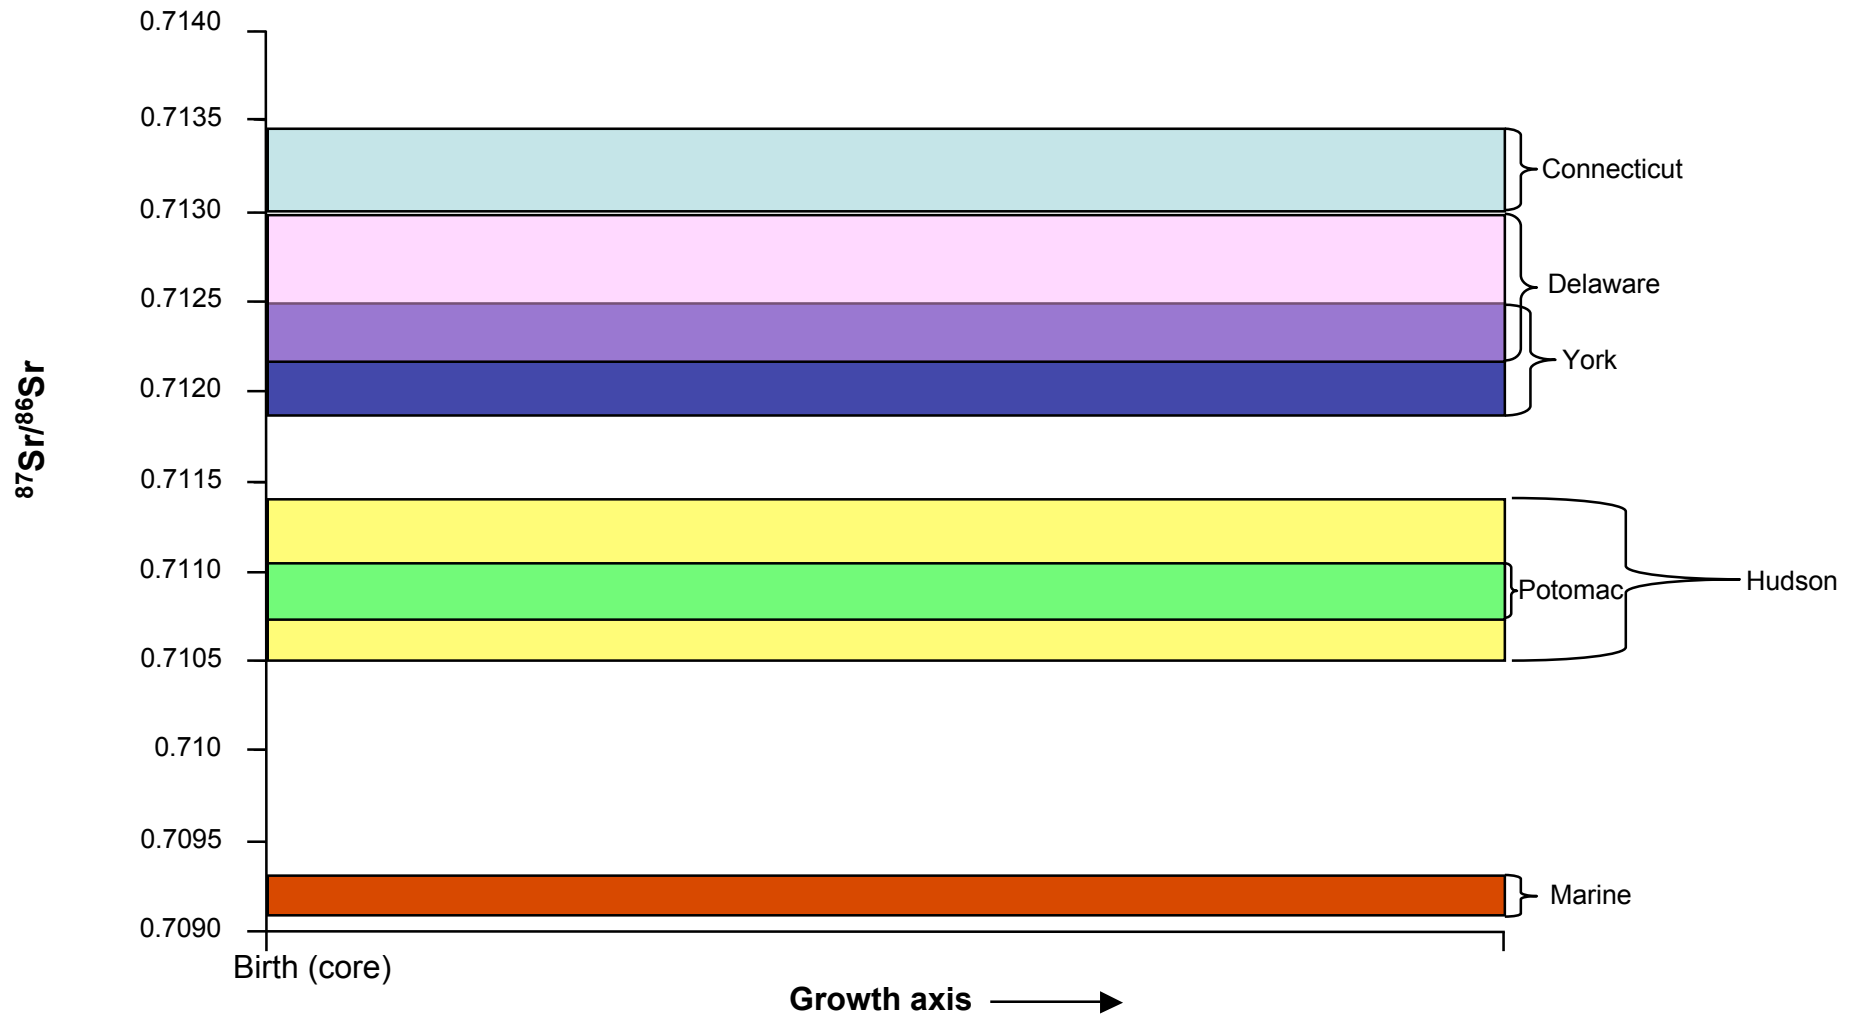 0.7140
0.7135
Connecticut
0.7130
0.7125
Delaware
York
0.7120
⁸⁷Sr/⁸⁶Sr
0.7115
0.7110
Potomac
Hudson
0.7105
0.710
0.7095
Marine
0.7090
Birth (core)
Growth axis